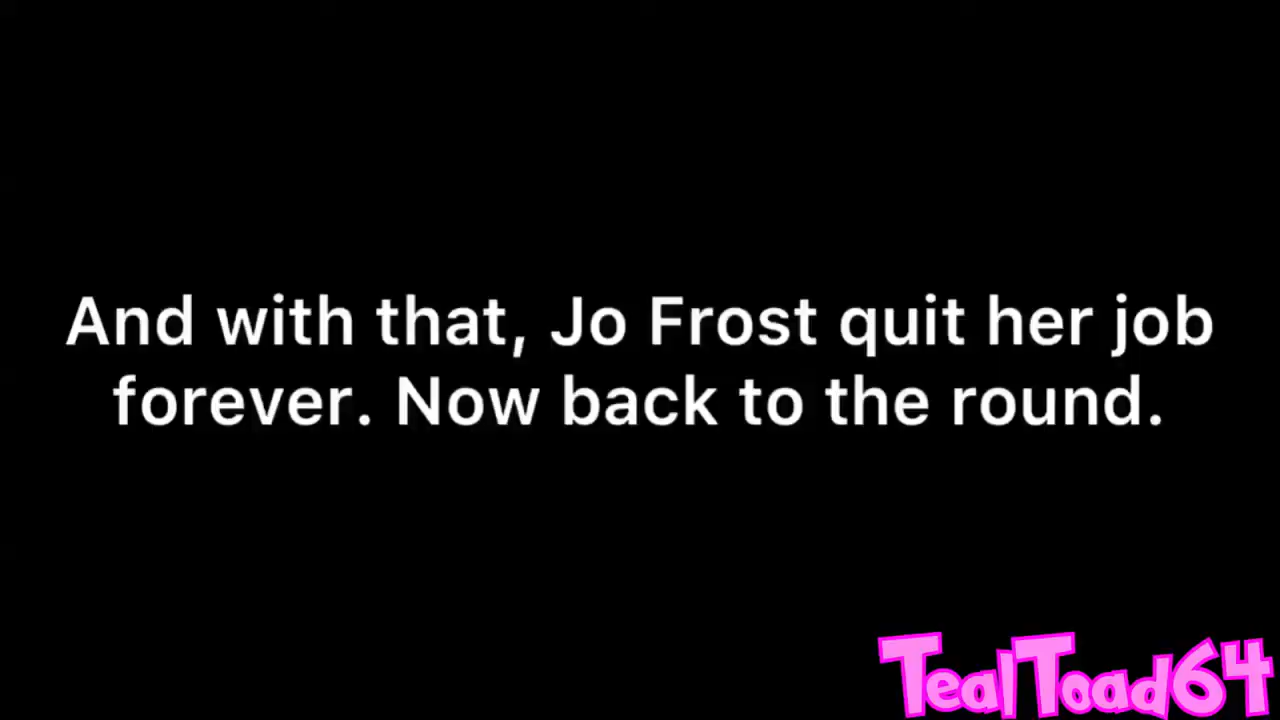 And with that, Jo Frost quit her job
forever. Now back to the round.
TealToad64